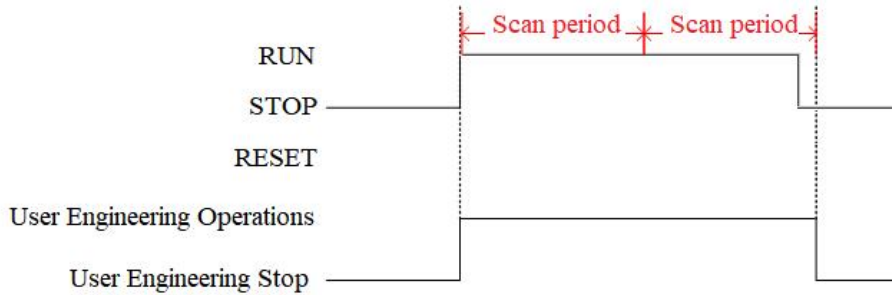 Scan period Scan period
RUN
STOP
RESET
User Engineering Operations
User Engineering Stop